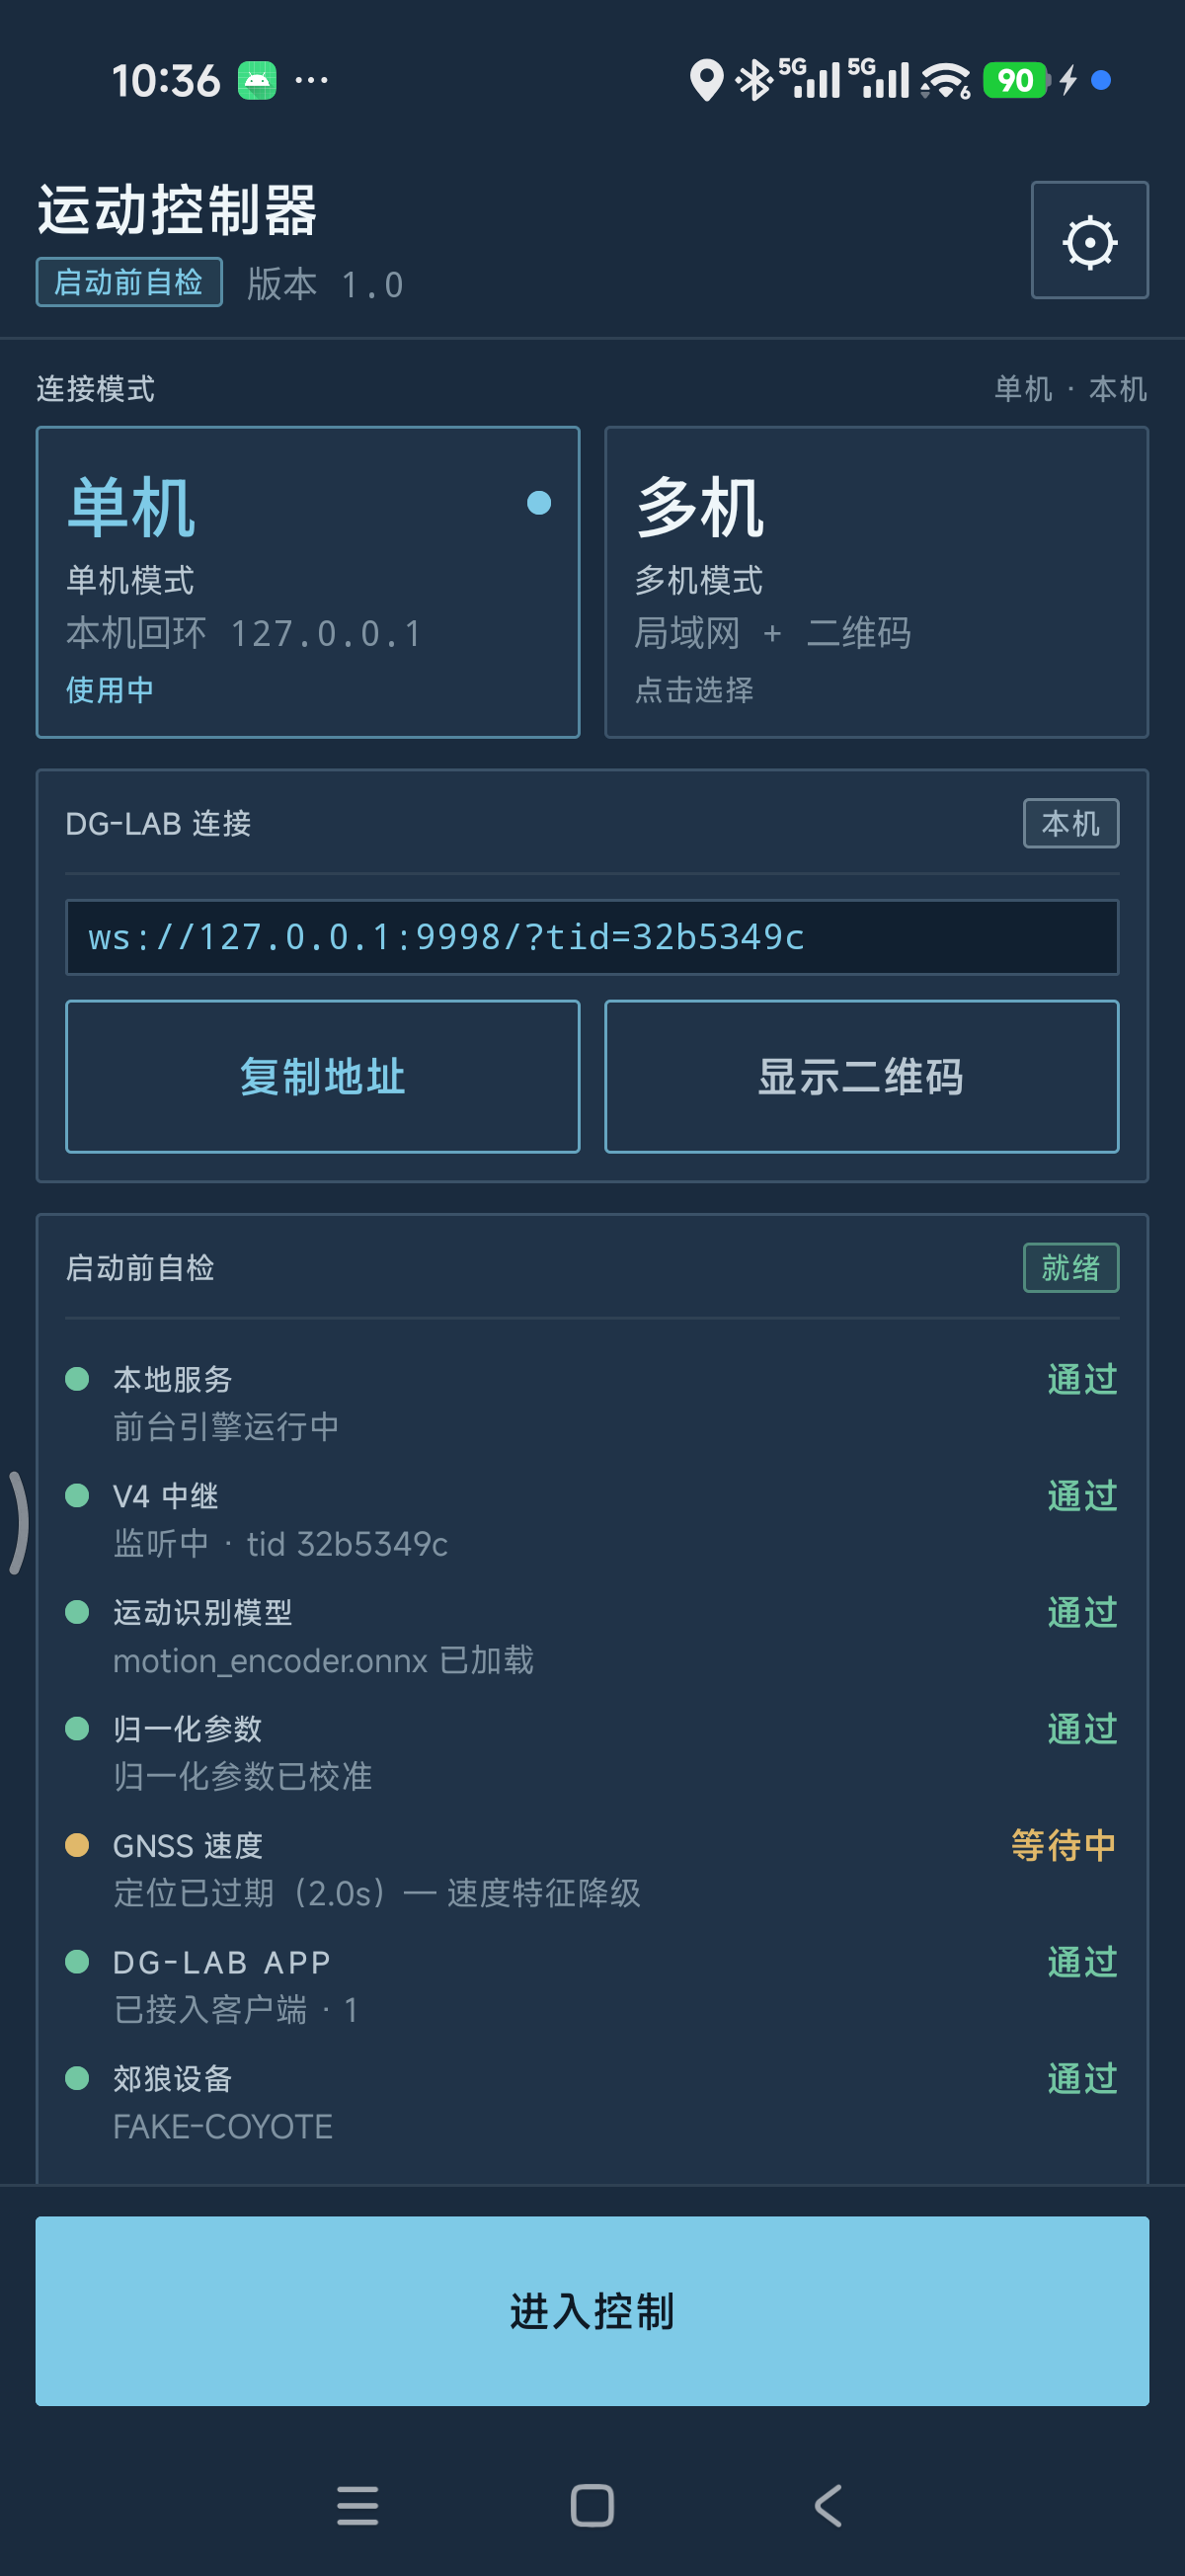 10:36 ... 5G 5G 6 90
运动控制器
启动前自检 版本 1.0
连接模式 单机 · 本机
单机
单机模式
本机回环 127.0.0.1
使用中
多机
多机模式
局域网 + 二维码
点击选择
DG-LAB 连接 本机
ws://127.0.0.1:9998/?tid=32b5349c
复制地址 显示二维码
启动前自检 就绪
本地服务 通过
前台引擎运行中
V4 中继 通过
监听中 · tid 32b5349c
运动识别模型 通过
motion_encoder.onnx 已加载
归一化参数 通过
归一化参数已校准
GNSS 速度 等待中
定位已过期（2.0s）— 速度特征降级
DG-LAB APP 通过
已接入客户端 · 1
郊狼设备 通过
FAKE-COYOTE
进入控制